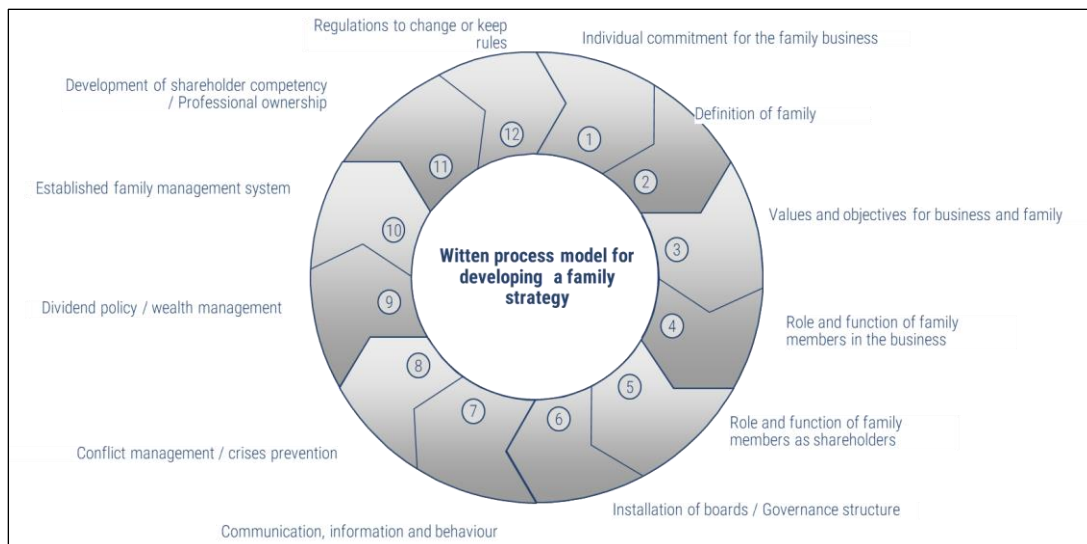 Regulations to change or keep
rules
Individual commitment for the family business
Development of shareholder competency
/ Professional ownership
Definition of family
12
1
11
2
Established family management system
Values and objectives for business and family
10
3
Witten process model for
developing a family
strategy
Dividend policy / wealth management
9
4
Role and function of family
members in the business
8
5
7
6
Role and function of family
members as shareholders
Conflict management / crises prevention
Installation of boards / Governance structure
Communication, information and behaviour